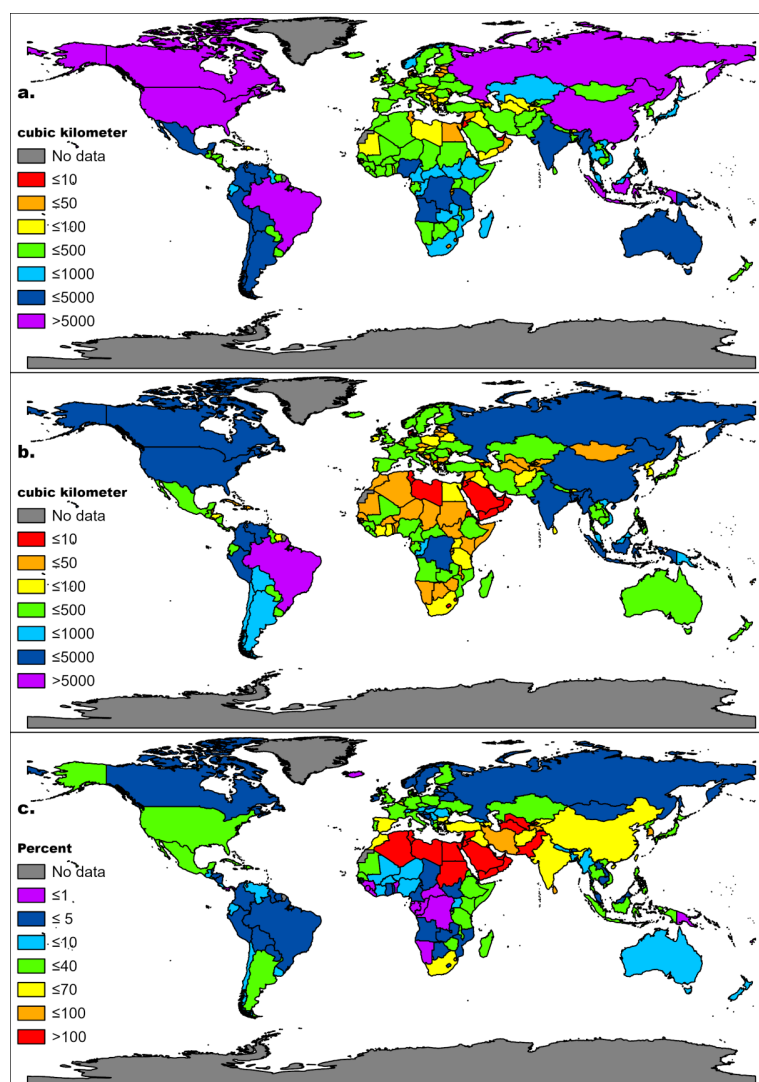 a.
cubic kilometer
No data
≤10
≤50
≤100
≤500
≤1000
≤5000
>5000
b.
cubic kilometer
No data
≤10
≤50
≤100
≤500
≤1000
≤5000
>5000
c.
Percent
No data
≤1
≤ 5
≤10
≤40
≤70
≤100
>100